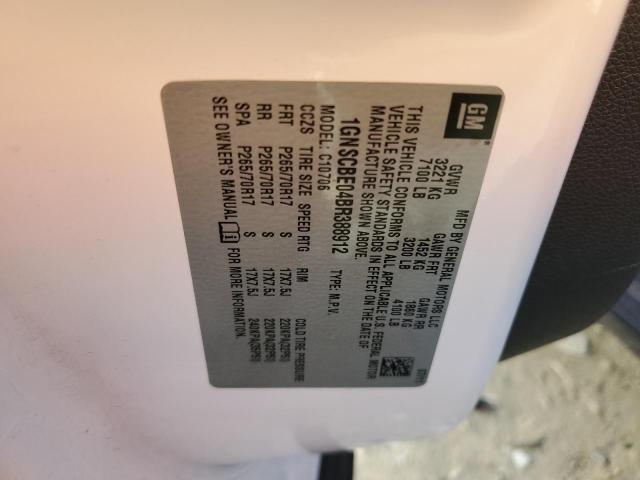 GM
MFD BY GENERAL MOTORS LLC
GVWR GAWR FRT GAWR RR
3221 KG 1452 KG 1860 KG
7100 LB 3200 LB 4100 LB
THIS VEHICLE CONFORMS TO ALL APPLICABLE U.S. FEDERAL MOTOR
VEHICLE SAFETY STANDARDS IN EFFECT ON THE DATE OF
MANUFACTURE SHOWN ABOVE.
1GNSCBE04BR388912 TYPE: M.P.V.
MODEL: C10706
CCZS TIRE SIZE SPEED RTG RIM COLD TIRE PRESSURE
FRT P265/70R17 S 17X7.5J 220KPA(32PSI)
RR P265/70R17 S 17X7.5J 220KPA(32PSI)
SPA P265/70R17 S 17X7.5J 240KPA(35PSI)
SEE OWNER'S MANUAL FOR MORE INFORMATION.